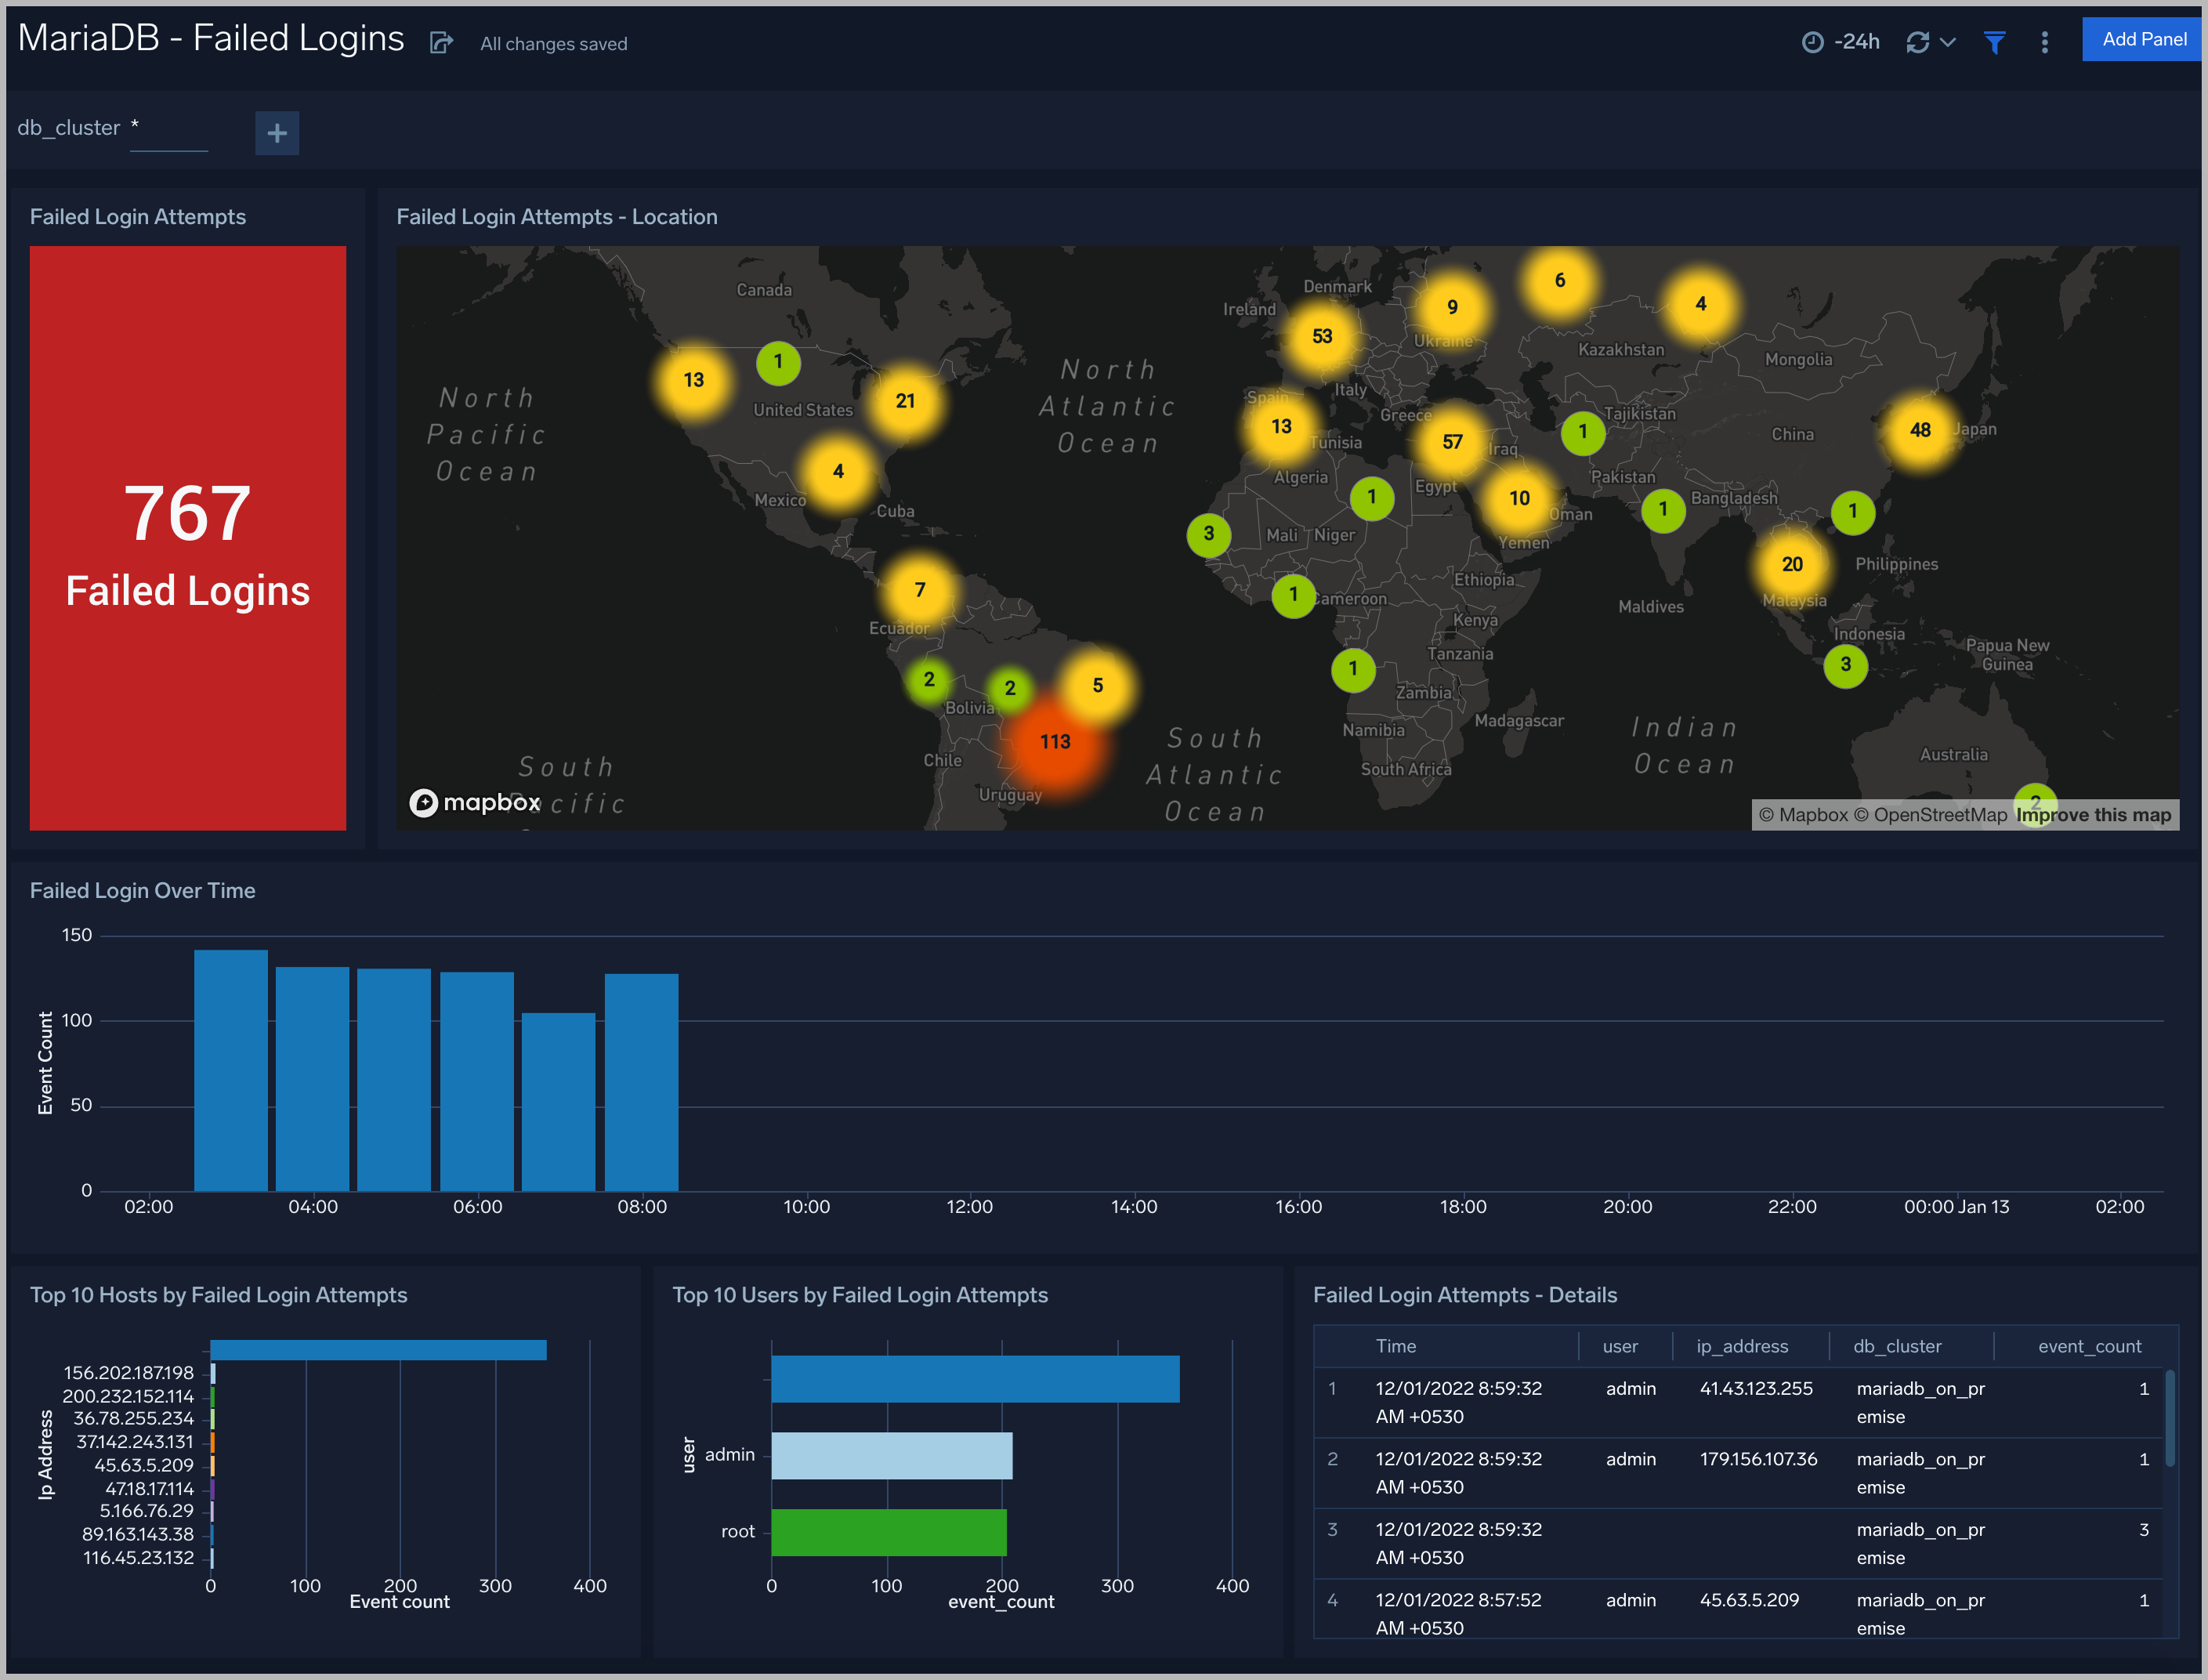 MariaDB - Failed Logins
All changes saved
-24h
Add Panel
db_cluster *
Failed Login Attempts
767
Failed Logins
Failed Login Attempts - Location
Canada
United States
Mexico
Cuba
Ecuador
Bolivia
Chile
Uruguay
North
Pacific
Ocean
South
Pacific
North
Atlantic
Ocean
South
Atlantic
Ocean
Indian
Ocean
Ireland
Denmark
Ukraine
Italy
Spain
Greece
Tunisia
Algeria
Egypt
Iraq
Oman
Yemen
Mali
Niger
Ethiopia
Cameroon
Kenya
Tanzania
Zambia
Namibia
Madagascar
South Africa
Kazakhstan
Mongolia
Tajikistan
China
Japan
Pakistan
Bangladesh
Philippines
Malaysia
Maldives
Indonesia
Papua New
Guinea
Australia
13
1
21
4
7
2
2
5
113
53
9
6
4
13
57
10
1
1
3
1
1
1
1
20
48
3
2
mapbox
© Mapbox © OpenStreetMap Improve this map
Failed Login Over Time
Event Count
150
100
50
0
02:00
04:00
06:00
08:00
10:00
12:00
14:00
16:00
18:00
20:00
22:00
00:00 Jan 13
02:00
Top 10 Hosts by Failed Login Attempts
Ip Address
156.202.187.198
200.232.152.114
36.78.255.234
37.142.243.131
45.63.5.209
47.18.17.114
5.166.76.29
89.163.143.38
116.45.23.132
0
100
200
300
400
Event count
Top 10 Users by Failed Login Attempts
user
admin
root
0
100
200
300
400
event_count
Failed Login Attempts - Details
Time user ip_address db_cluster event_count
1 12/01/2022 8:59:32 admin 41.43.123.255 mariadb_on_pr 1
AM +0530 emise
2 12/01/2022 8:59:32 admin 179.156.107.36 mariadb_on_pr 1
AM +0530 emise
3 12/01/2022 8:59:32 mariadb_on_pr 3
AM +0530 emise
4 12/01/2022 8:57:52 admin 45.63.5.209 mariadb_on_pr 1
AM +0530 emise